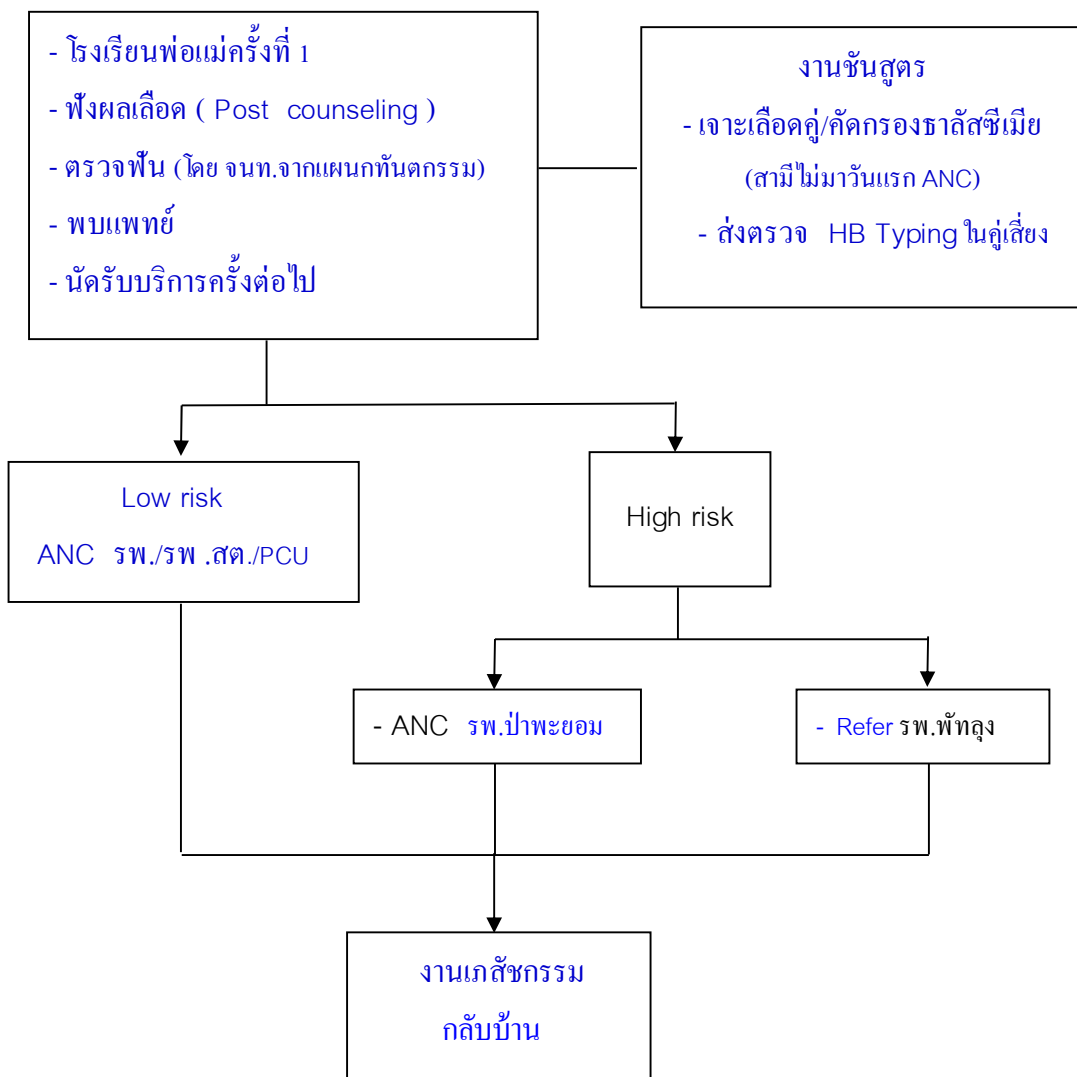 - โรงเรียนพ่อแม่ครั้งที่ 1
- ฟังผลเลือด ( Post counseling )
- ตรวจฟัน (โดย จนท.จากแผนกทันตกรรม)
- พบแพทย์
- นัดรับบริการครั้งต่อไป
งานชันสูตร
- เจาะเลือดคู่/คัดกรองธาลัสซีเมีย
(สามีไม่มาวันแรก ANC)
- ส่งตรวจ HB Typing ในคู่เสี่ยง
Low risk
ANC รพ./รพ .สต./PCU
High risk
- ANC รพ.ป่าพะยอม
- Refer รพ.พัทลุง
งานเภสัชกรรม
กลับบ้าน